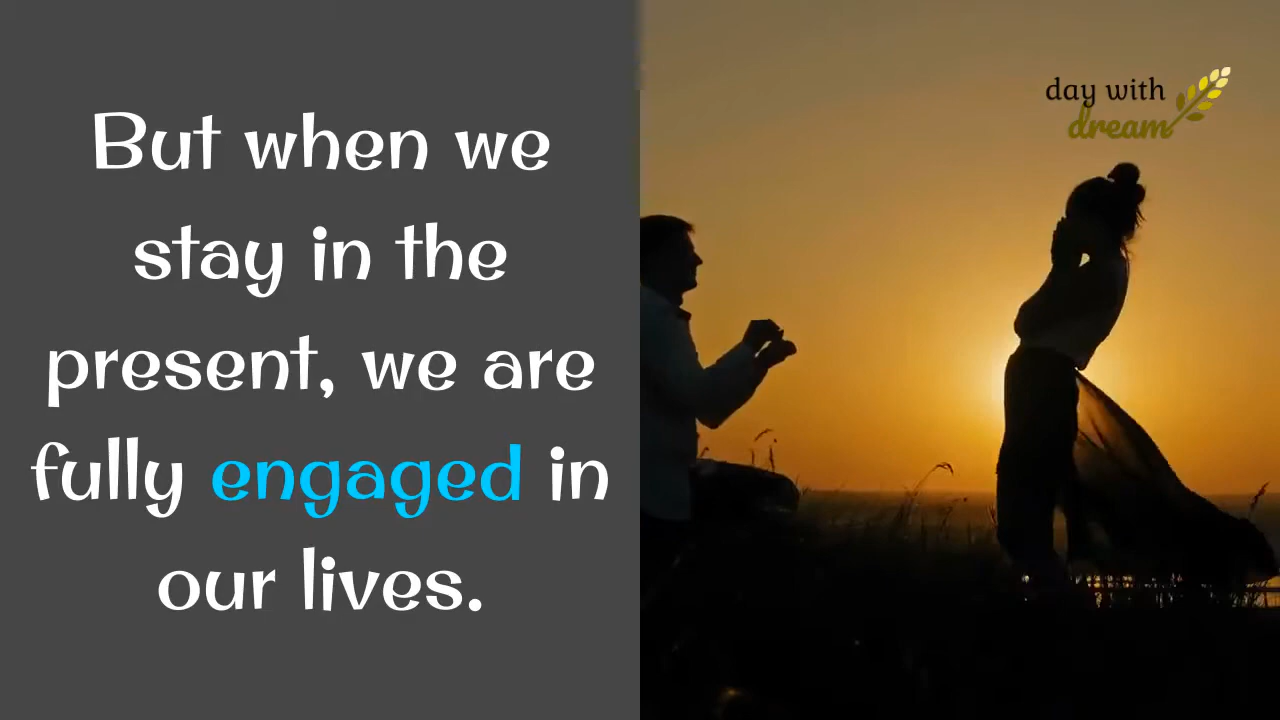 But when we
stay in the
present, we are
fully engaged in
our lives.
day with
dream